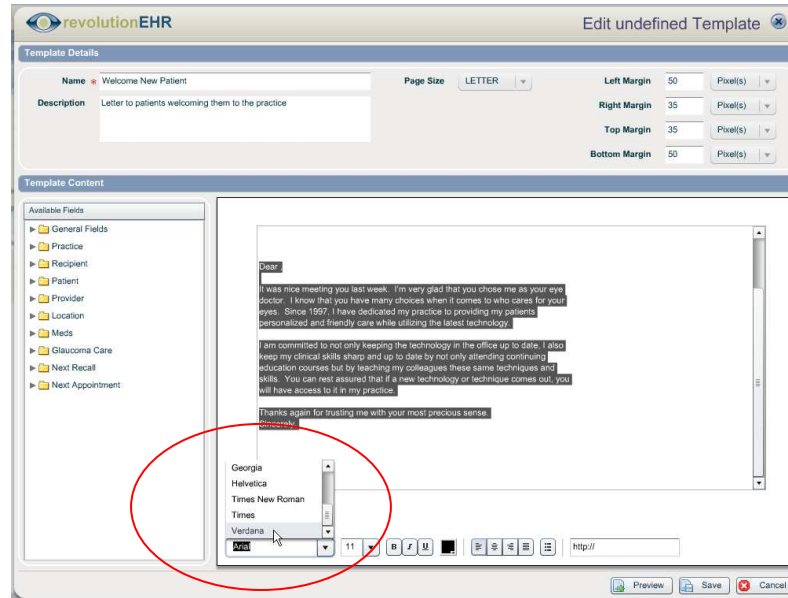 revolutionEHR
Edit undefined Template
Template Details
Name * Welcome New Patient
Page Size LETTER
Left Margin 50 Pixel(s)
Description Letter to patients welcoming them to the practice
Right Margin 35 Pixel(s)
Top Margin 35 Pixel(s)
Bottom Margin 50 Pixel(s)
Template Content
Available Fields
General Fields
Practice
Recipient
Patient
Provider
Location
Meds
Glaucoma Care
Next Recall
Next Appointment
Dear ,
It was nice meeting you last week. I'm very glad that you chose me as your eye
doctor. I know that you have many choices when it comes to who cares for your
eyes. Since 1997, I have dedicated my practice to providing my patients
personalized and friendly care while utilizing the latest technology.
I am committed to not only keeping the technology in the office up to date, I also
keep my clinical skills sharp and up to date by not only attending continuing
education courses but by teaching my colleagues these same techniques and
skills. You can rest assured that if a new technology or technique comes out, you
will have access to it in my practice.
Thanks again for trusting me with your most precious sense.
Sincerely,
Georgia
Helvetica
Times New Roman
Times
Verdana
Arial 11 B I U http://
Preview Save Cancel